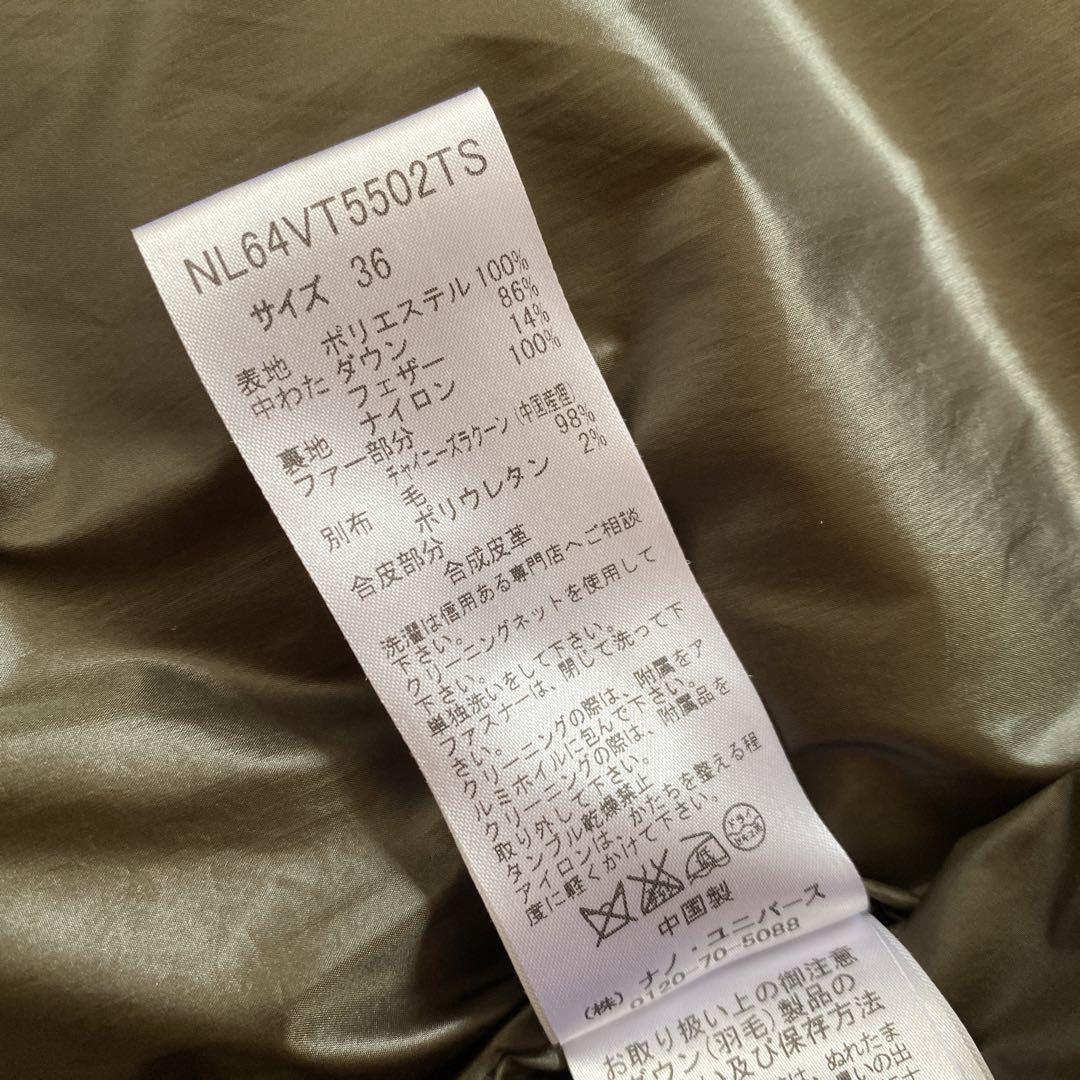 NL64VT5502TS
サイズ 36
表地 ポリエステル 100%
中わた ダウン 86%
フェザー 14%
裏地 ナイロン 100%
ファー部分
チャイニーズラクーン(中国産狸)
別布 毛 98%
ポリウレタン 2%
合皮部分 合成皮革
洗濯は信用ある専門店へご相談
下さい。
クリーニングネットを使用して
下さい。
単独洗いをして下さい。
ファスナーは、閉じて洗って下
さい。
クリーニングの際は、附属をア
ルミホイルに包んで下さい。
クリーニングの際は、附属品を
取り外して下さい。
タンブル乾燥禁止
アイロンは、かたちを整える程
度に軽くかけて下さい。
ドライ
中国製
(株) ナノ・ユニバース
0120-70-5088
お取り扱い上の御注意
ダウン(羽毛)製品の
い及び保存方法
は、ぬれたま